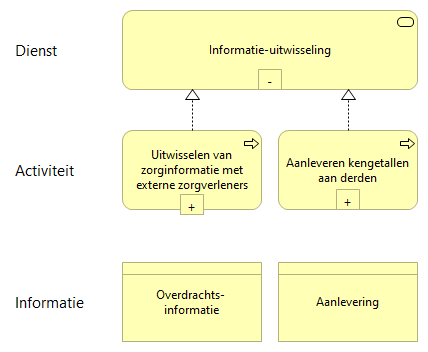 Dienst
Informatie-uitwisseling
-
Activiteit
Uitwisselen van
zorginformatie met
externe zorgverleners
+
Aanleveren kengetallen
aan derden
+
Informatie
Overdrachts-
informatie
Aanlevering